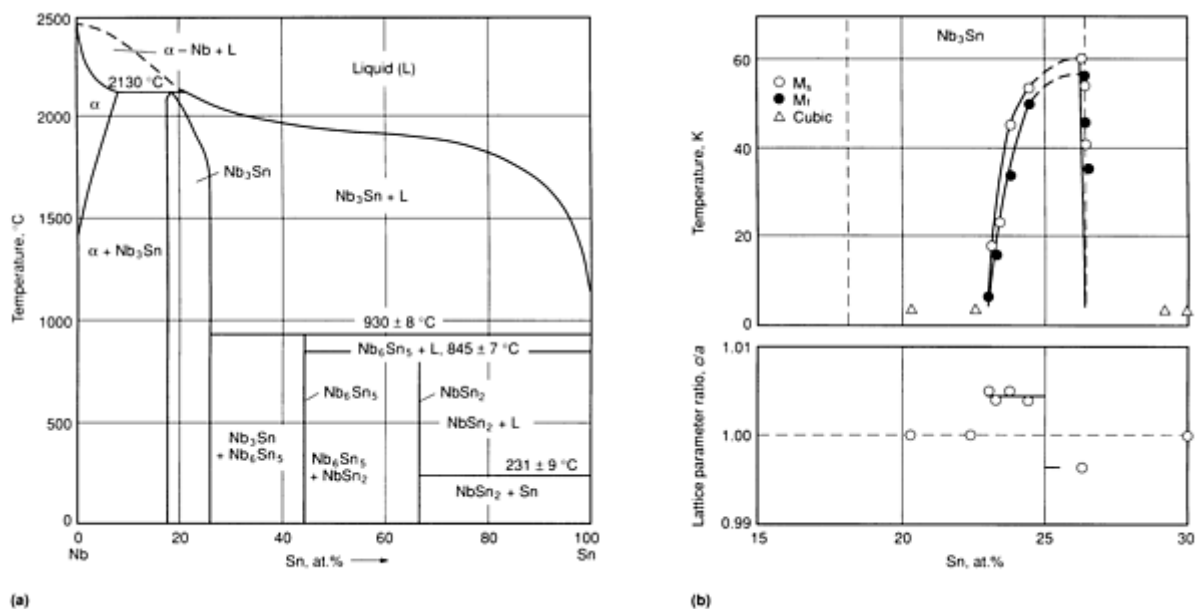 2500
2000
1500
1000
500
0
Temperature, °C
α – Nb + L
Liquid (L)
2130 °C
α
Nb₃Sn
Nb₃Sn + L
α + Nb₃Sn
930 ± 8 °C
Nb₆Sn₅ + L, 845 ± 7 °C
Nb₆Sn₅
NbSn₂
NbSn₂ + L
Nb₃Sn
+ Nb₆Sn₅
Nb₆Sn₅
+ NbSn₂
231 ± 9 °C
NbSn₂ + Sn
0 20 40 60 80 100
Nb Sn, at.% Sn
(a)
Nb₃Sn
60
40
20
0
Temperature, K
Mₛ
M_f
Cubic
1.01
1.00
0.99
Lattice parameter ratio, c/a
15 20 25 30
Sn, at.%
(b)